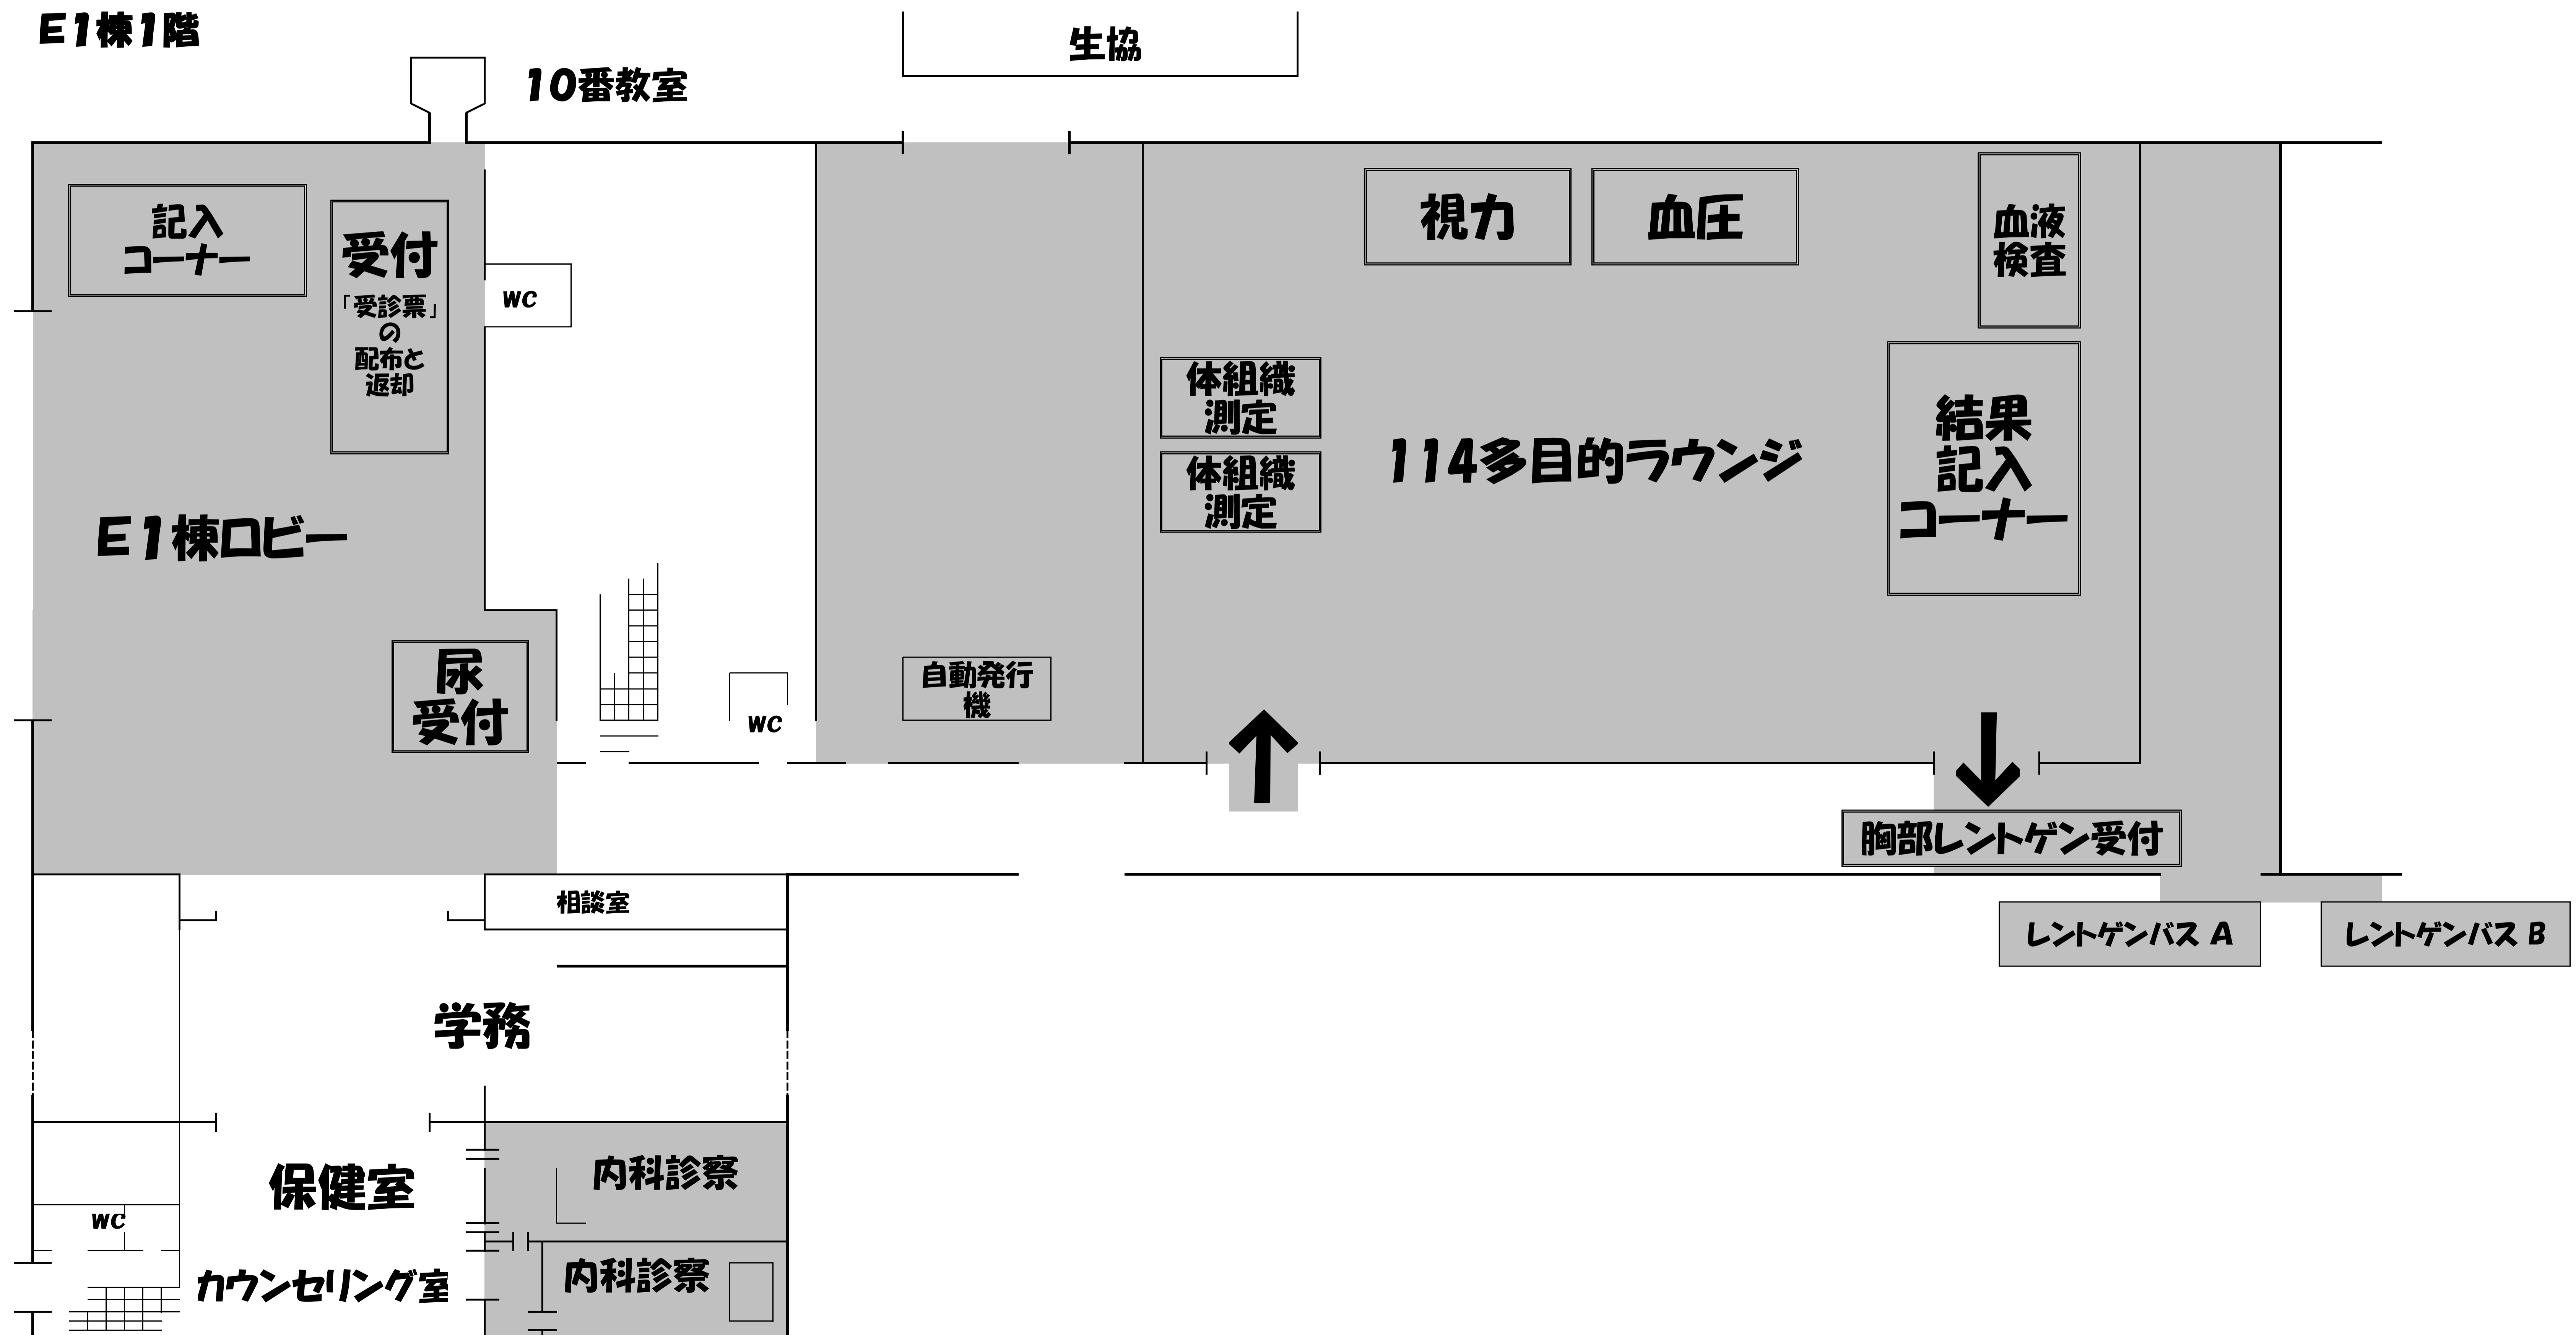 E1棟1階
生協
10番教室
記入
コーナー
受付
「受診票」
の
配布と
返却
WC
視力
血圧
血液
検査
体組織
測定
体組織
測定
114多目的ラウンジ
結果
記入
コーナー
E1棟ロビー
尿
受付
自動発行
機
WC
胸部レントゲン受付
相談室
レントゲンバス A
レントゲンバス B
学務
保健室
内科診察
WC
カウンセリング室
内科診察